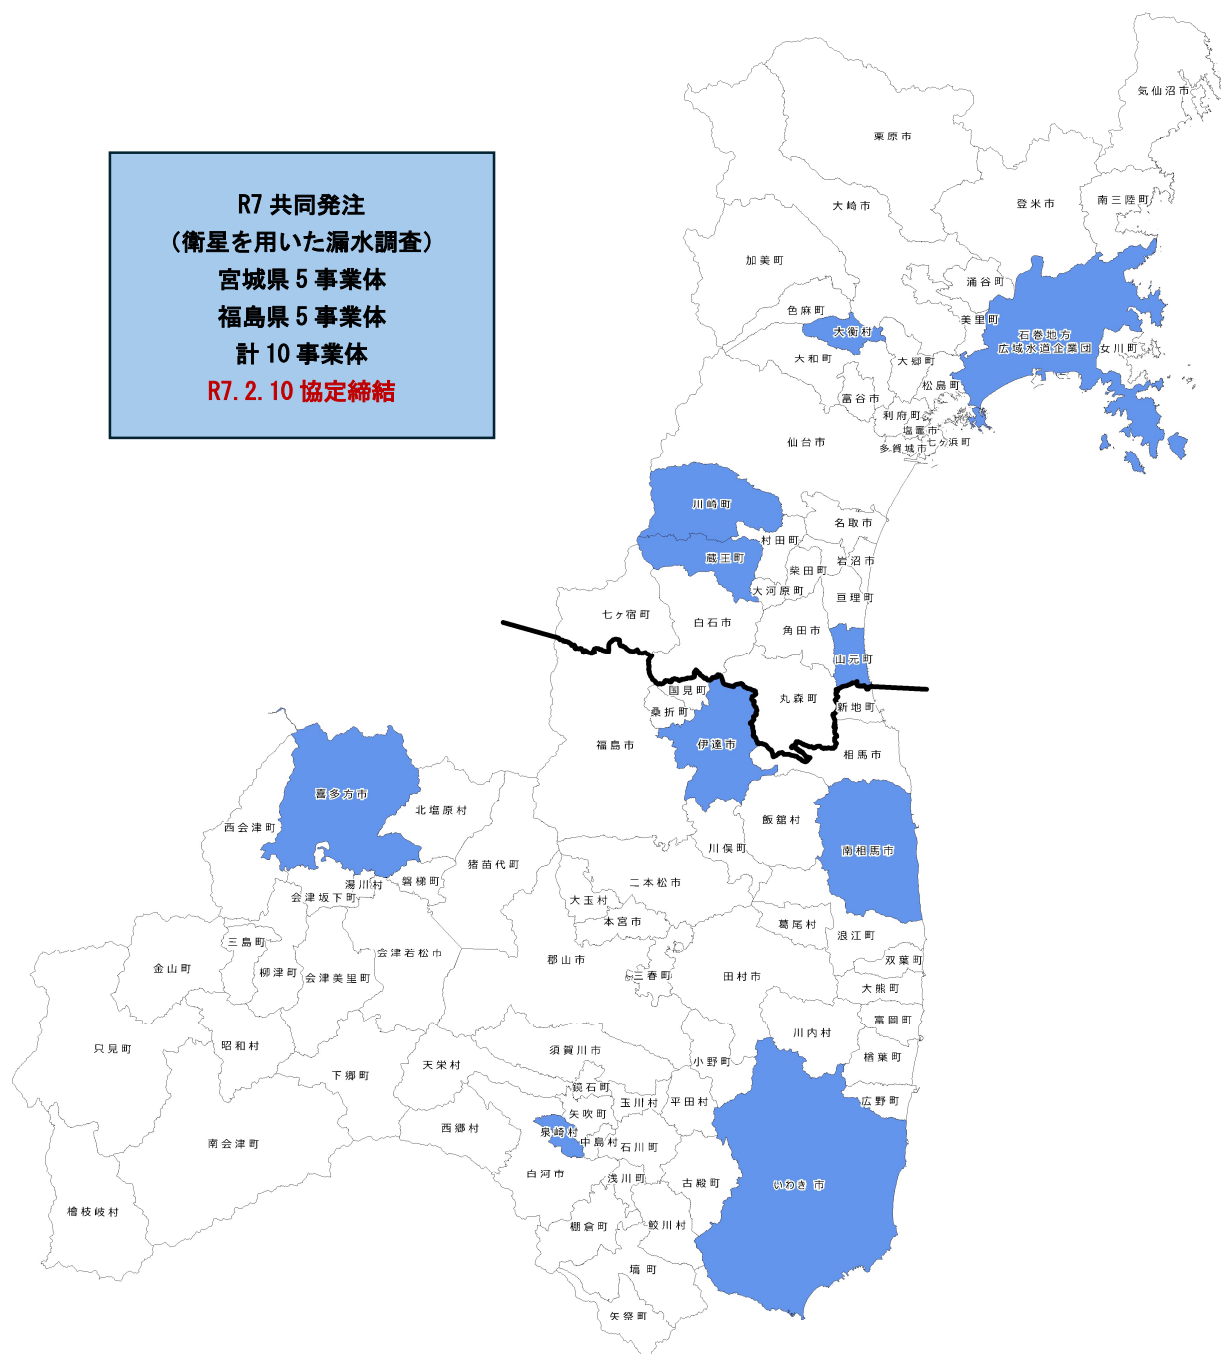 R7 共同発注
（衛星を用いた漏水調査）
宮城県 5 事業体
福島県 5 事業体
計 10 事業体
R7. 2. 10 協定締結
気仙沼市
栗原市
南三陸町
登米市
大崎市
加美町
涌谷町
色麻町
美里町
大衡村
石巻地方
広域水道企業団
女川町
大和町
大郷町
松島町
富谷市
利府町
塩竈市
七ヶ浜町
多賀城市
仙台市
川崎町
名取市
村田町
蔵王町
岩沼市
柴田町
大河原町
亘理町
七ヶ宿町
白石市
角田市
山元町
国見町
丸森町
新地町
桑折町
福島市
伊達市
相馬市
喜多方市
北塩原村
飯舘村
西会津町
川俣町
南相馬市
猪苗代町
湯川村
磐梯町
二本松市
会津坂下町
大玉村
本宮市
葛尾村
浪江町
三島町
会津若松市
郡山市
双葉町
金山町
柳津町
会津美里町
三春町
田村市
大熊町
富岡町
川内村
只見町
昭和村
須賀川市
楢葉町
小野町
天栄村
下郷町
鏡石町
玉川村
平田村
広野町
矢吹町
西郷村
泉崎村
中島村
石川町
南会津町
白河市
浅川町
古殿町
いわき市
檜枝岐村
棚倉町
鮫川村
塙町
矢祭町